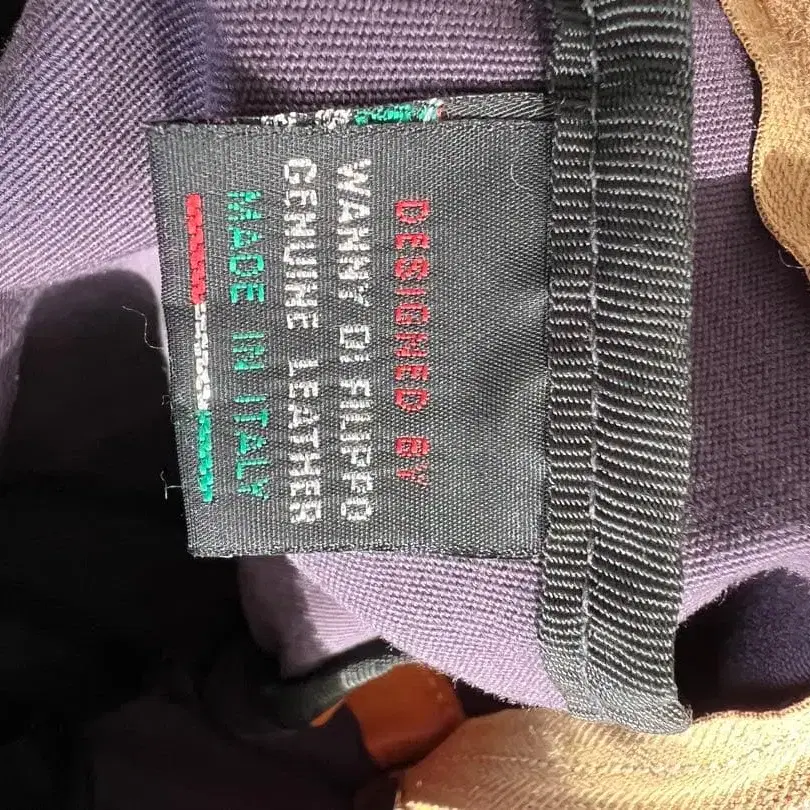 DESIGNED BY
WANNY DI FILIPPO
GENUINE LEATHER
MADE IN ITALY